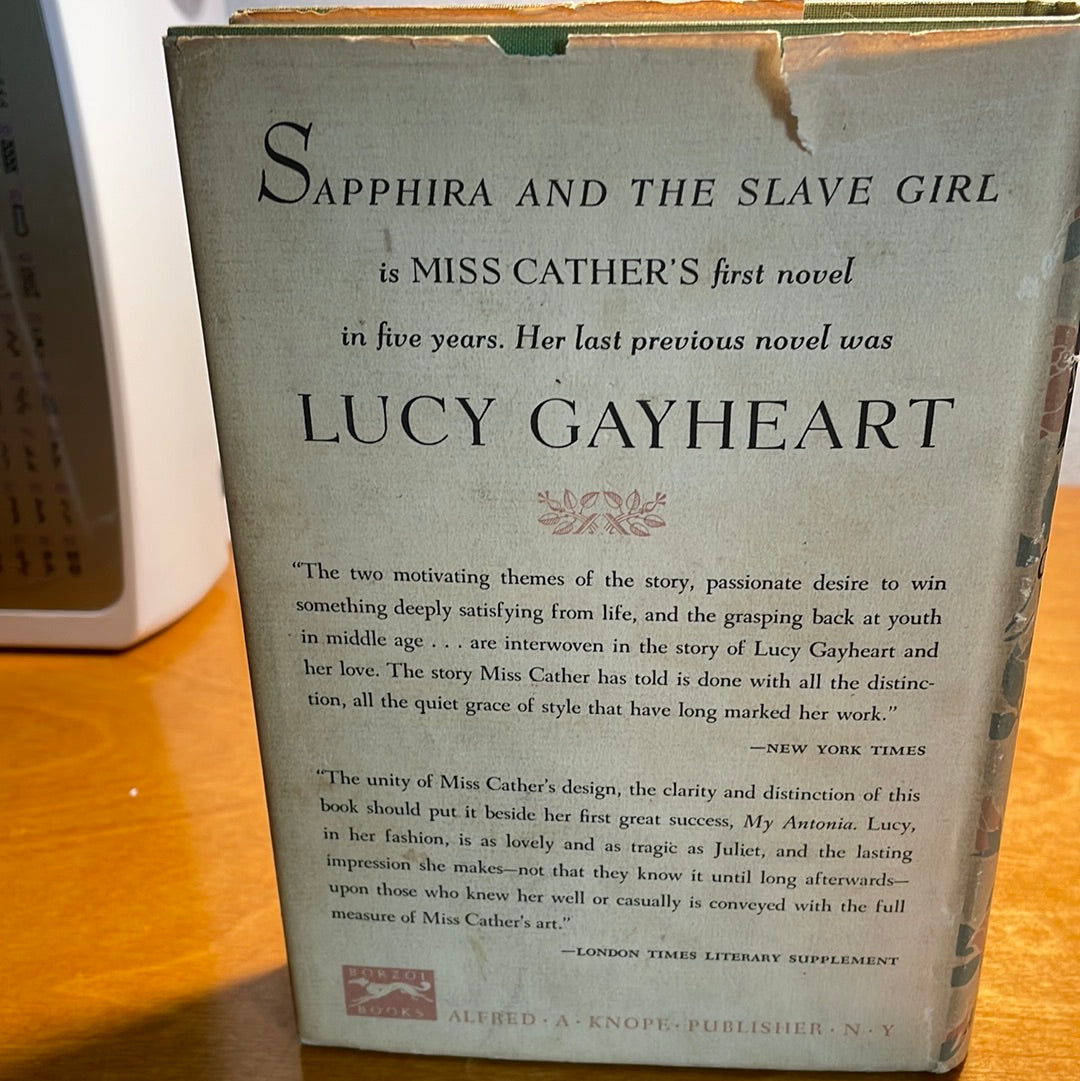 SAPPHIRA AND THE SLAVE GIRL
is MISS CATHER'S first novel
in five years. Her last previous novel was
LUCY GAYHEART
“The two motivating themes of the story, passionate desire to win
something deeply satisfying from life, and the grasping back at youth
in middle age . . . are interwoven in the story of Lucy Gayheart and
her love. The story Miss Cather has told is done with all the distinc-
tion, all the quiet grace of style that have long marked her work.”
—NEW YORK TIMES
“The unity of Miss Cather's design, the clarity and distinction of this
book should put it beside her first great success, My Antonia. Lucy,
in her fashion, is as lovely and as tragic as Juliet, and the lasting
impression she makes—not that they know it until long afterwards—
upon those who knew her well or casually is conveyed with the full
measure of Miss Cather's art.”
—LONDON TIMES LITERARY SUPPLEMENT
BORZOI
BOOKS
ALFRED · A · KNOPF · PUBLISHER · N · Y